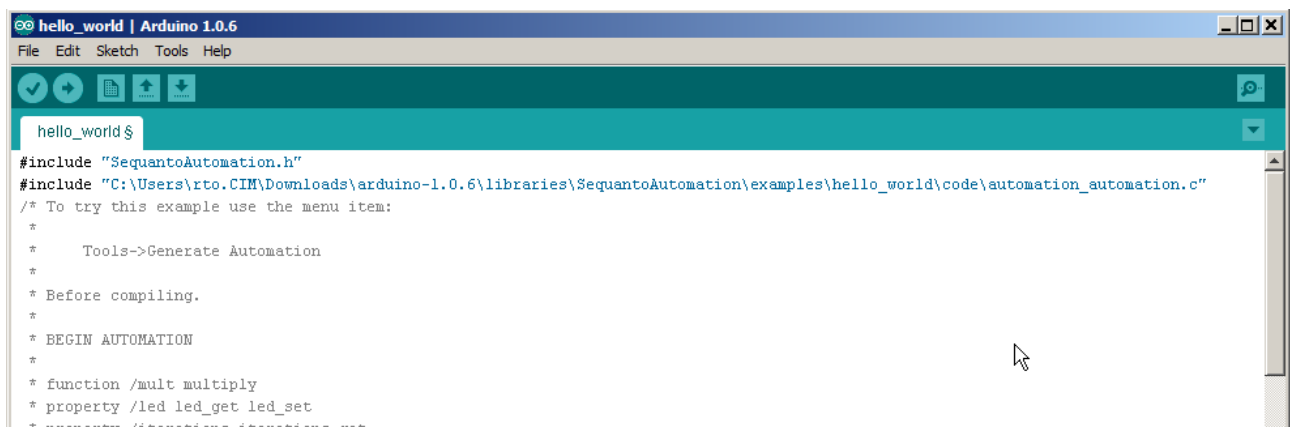 hello_world | Arduino 1.0.6
File Edit Sketch Tools Help
hello_world §
#include "SequantoAutomation.h"
#include "C:\Users\rto.CIM\Downloads\arduino-1.0.6\libraries\SequantoAutomation\examples\hello_world\code\automation_automation.c"
/* To try this example use the menu item:
*
*     Tools->Generate Automation
*
* Before compiling.
*
* BEGIN AUTOMATION
*
* function /mult multiply
* property /led led_get led_set